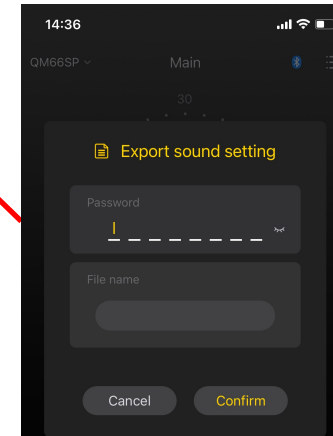 14:36
QM66SP Main
30
Export sound setting
Password
File name
Cancel Confirm